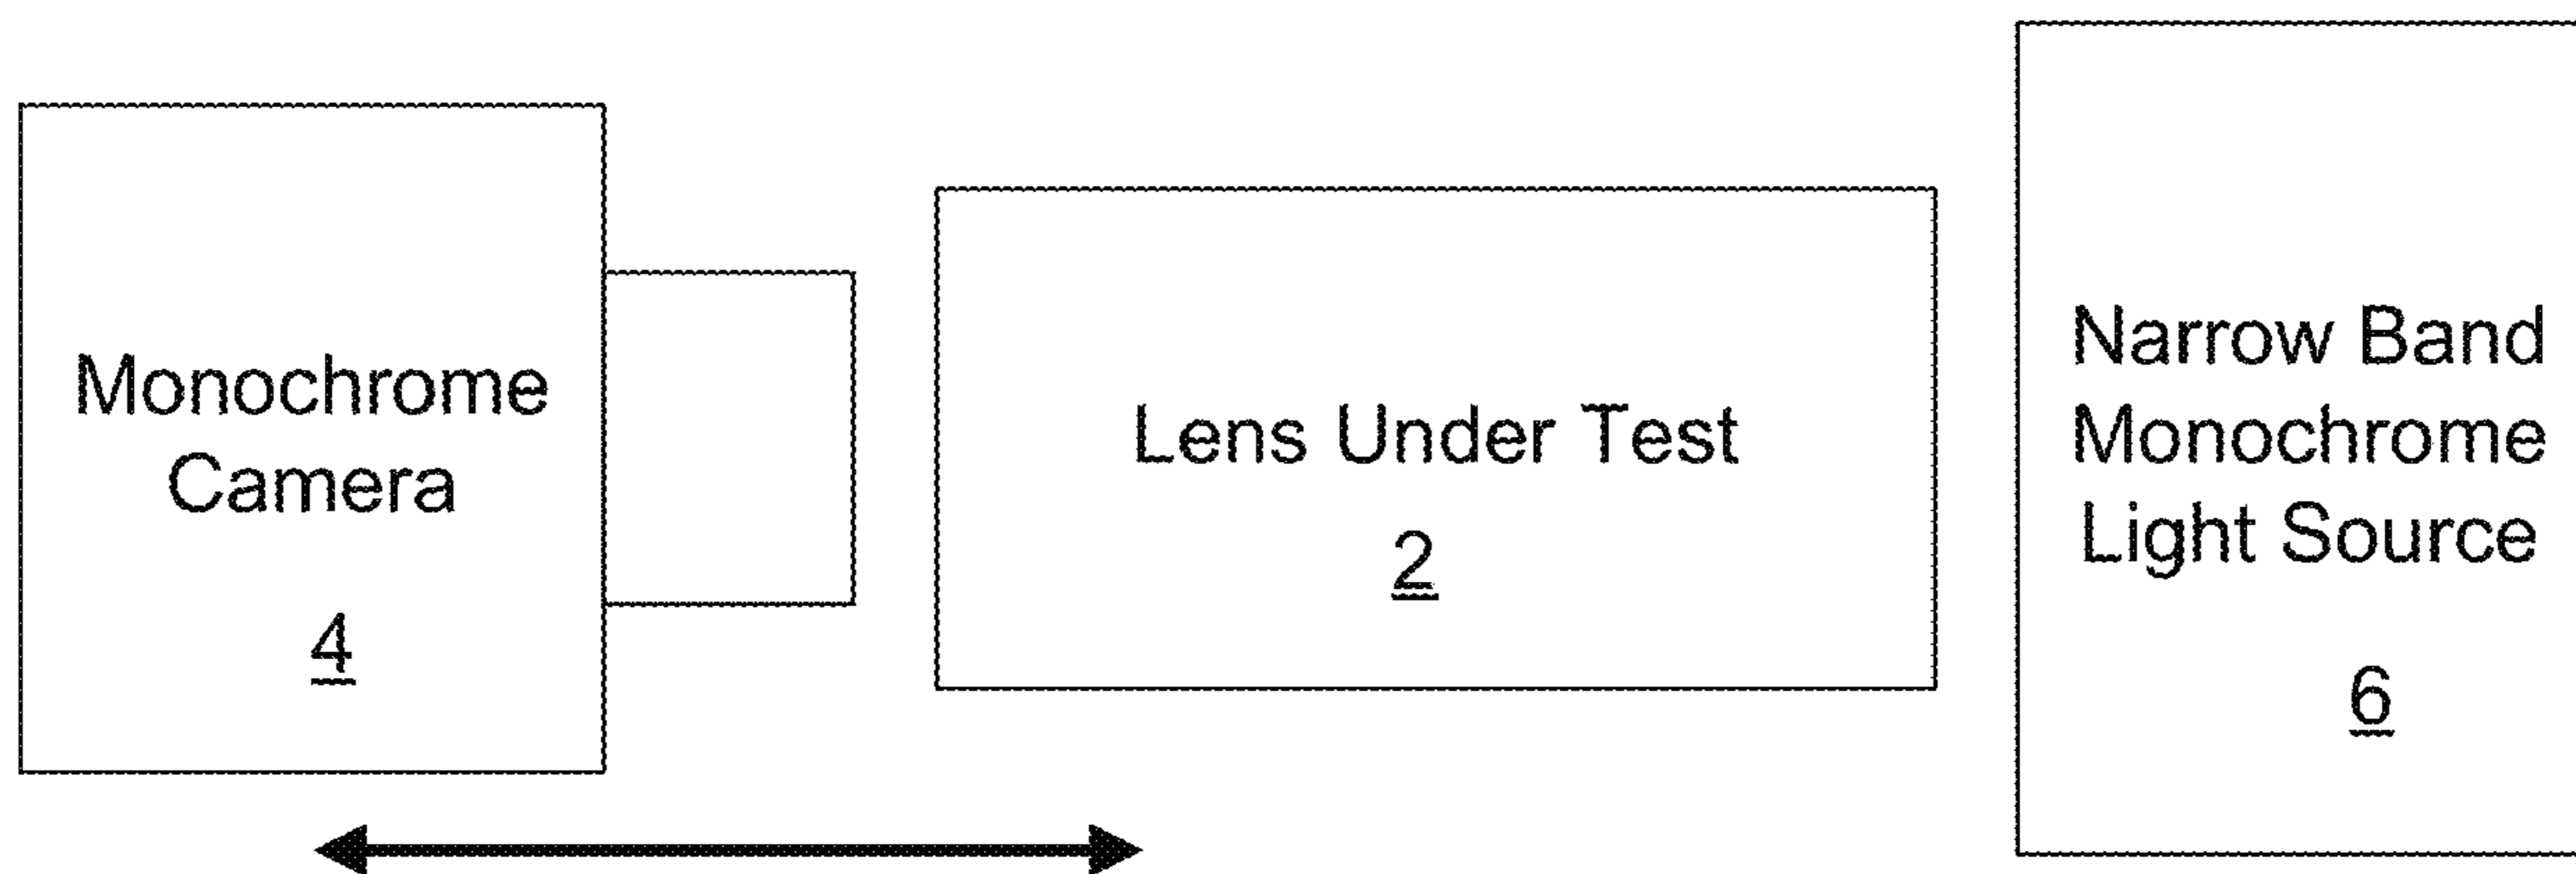 Monochrome
Camera
4
Lens Under Test
2
Narrow Band
Monochrome
Light Source
6